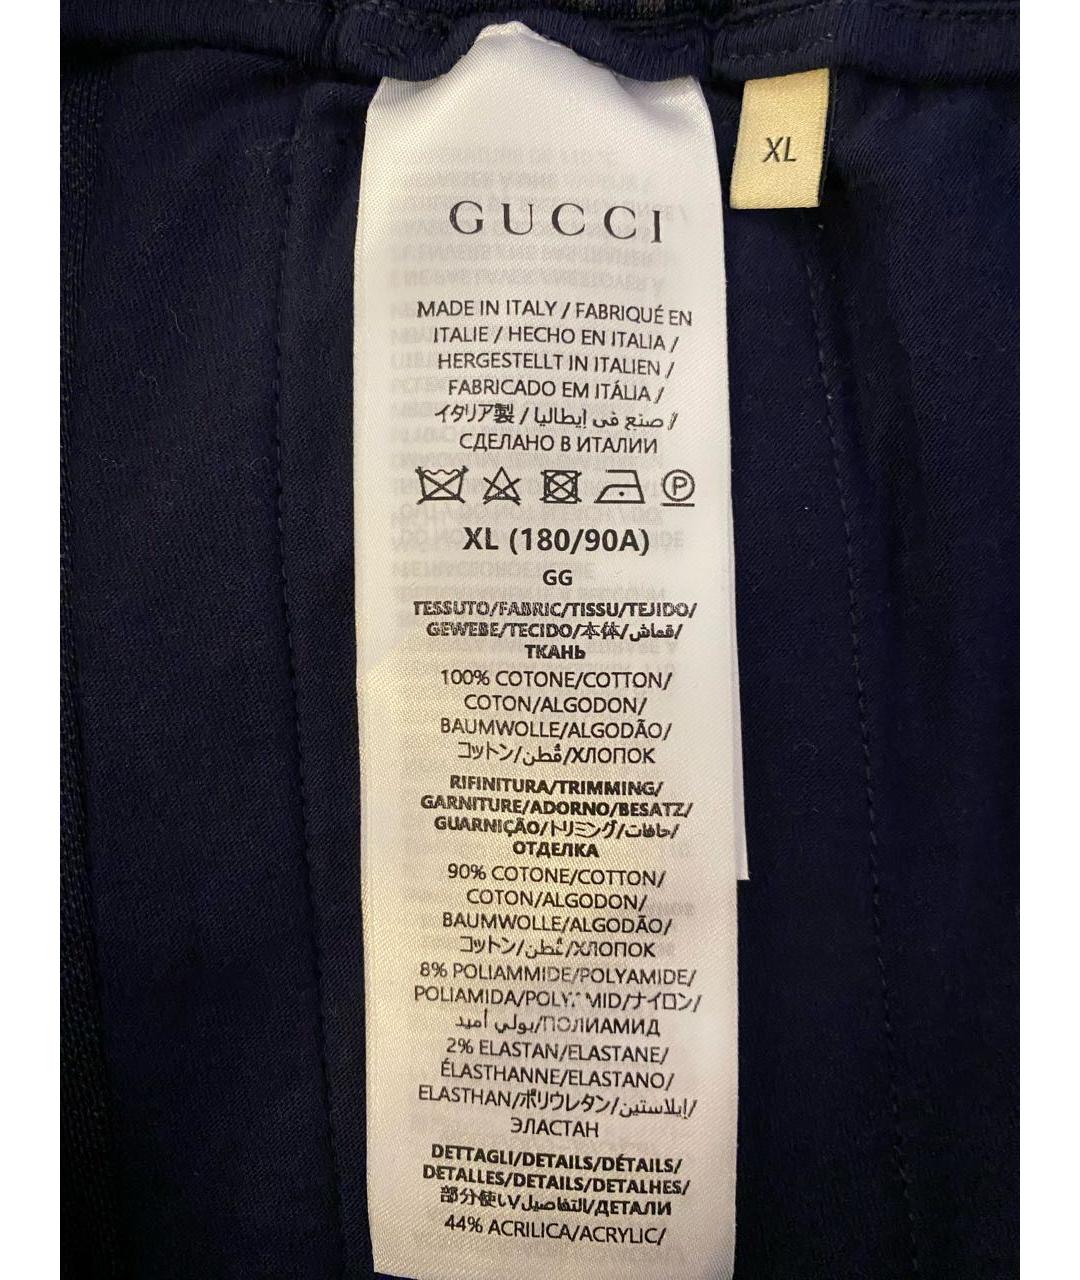 XL
GUCCI
MADE IN ITALY / FABRIQUÉ EN
ITALIE / HECHO EN ITALIA /
HERGESTELLT IN ITALIEN /
FABRICADO EM ITÁLIA /
イタリア製 / صنع في إيطاليا /
СДЕЛАНО В ИТАЛИИ
P
XL (180/90A)
GG
TESSUTO/FABRIC/TISSU/TEJIDO/
GEWEBE/TECIDO/本体/قماش/
ТКАНЬ
100% COTONE/COTTON/
COTON/ALGODON/
BAUMWOLLE/ALGODÃO/
コットン/قُطن/ХЛОПОК
RIFINITURA/TRIMMING/
GARNITURE/ADORNO/BESATZ/
GUARNIÇÃO/トリミング/حافات/
ОТДЕЛКА
90% COTONE/COTTON/
COTON/ALGODON/
BAUMWOLLE/ALGODÃO/
コットン/قُطن/ХЛОПОК
8% POLIAMMIDE/POLYAMIDE/
POLIAMIDA/POLYAMID/ナイロン/
بولي أميد/ПОЛИАМИД
2% ELASTAN/ELASTANE/
ÉLASTHANNE/ELASTANO/
ELASTHAN/ポリウレタン/إيلاستين/
ЭЛАСТАН
DETTAGLI/DETAILS/DÉTAILS/
DETALLES/DETAILS/DETALHES/
部分使い/التفاصيل/ДЕТАЛИ
44% ACRILICA/ACRYLIC/